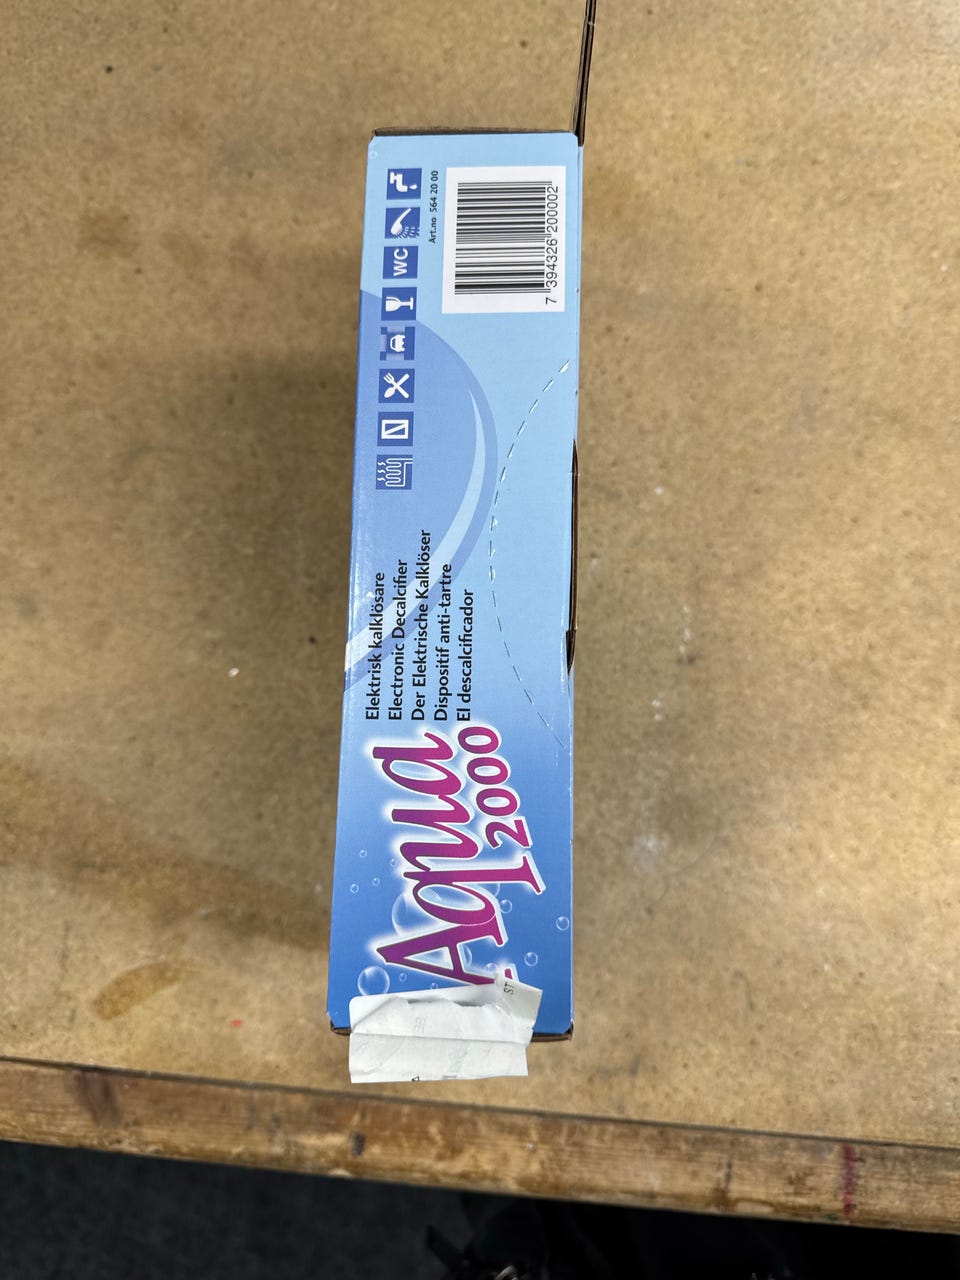 Aqua
2000
Elektrisk kalklösare
Electronic Decalcifier
Der Elektrische Kalklöser
Dispositif anti-tartre
El descalcificador
WC
Art.no 564 20 00
7 394326 200002
ST